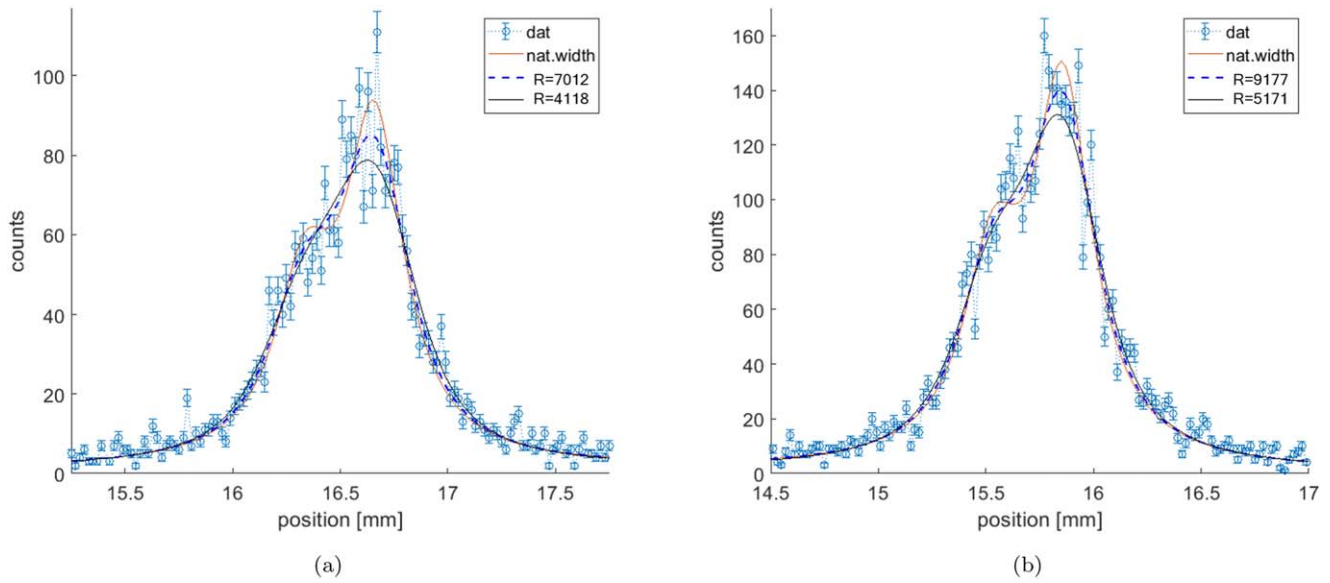 dat
nat.width
R=7012
R=4118
100
80
60
40
20
0
counts
15.5
16
16.5
17
17.5
position [mm]
(a)
dat
nat.width
R=9177
R=5171
160
140
120
100
80
60
40
20
0
counts
14.5
15
15.5
16
16.5
17
position [mm]
(b)